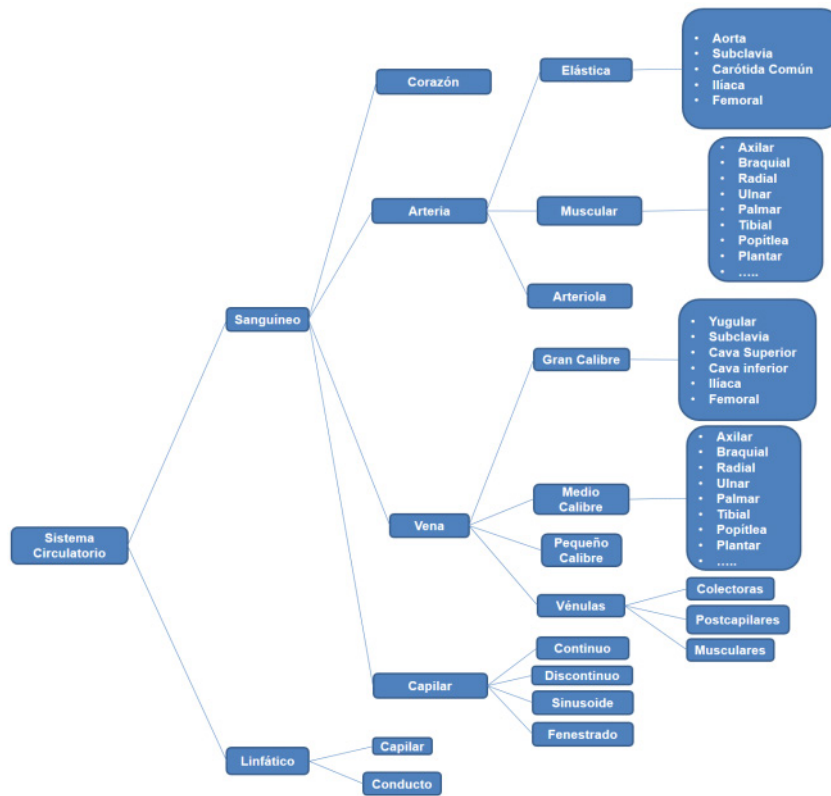 Sistema
Circulatorio
Sanguíneo
Corazón
Arteria
Elástica
• Aorta
• Subclavia
• Carótida Común
• Ilíaca
• Femoral
Muscular
• Axilar
• Braquial
• Radial
• Ulnar
• Palmar
• Tibial
• Popítlea
• Plantar
• …..
Arteriola
Vena
Gran Calibre
• Yugular
• Subclavia
• Cava Superior
• Cava inferior
• Ilíaca
• Femoral
Medio
Calibre
• Axilar
• Braquial
• Radial
• Ulnar
• Palmar
• Tibial
• Popítlea
• Plantar
• …..
Pequeño
Calibre
Vénulas
Colectoras
Postcapilares
Musculares
Capilar
Continuo
Discontinuo
Sinusoide
Fenestrado
Linfático
Capilar
Conducto